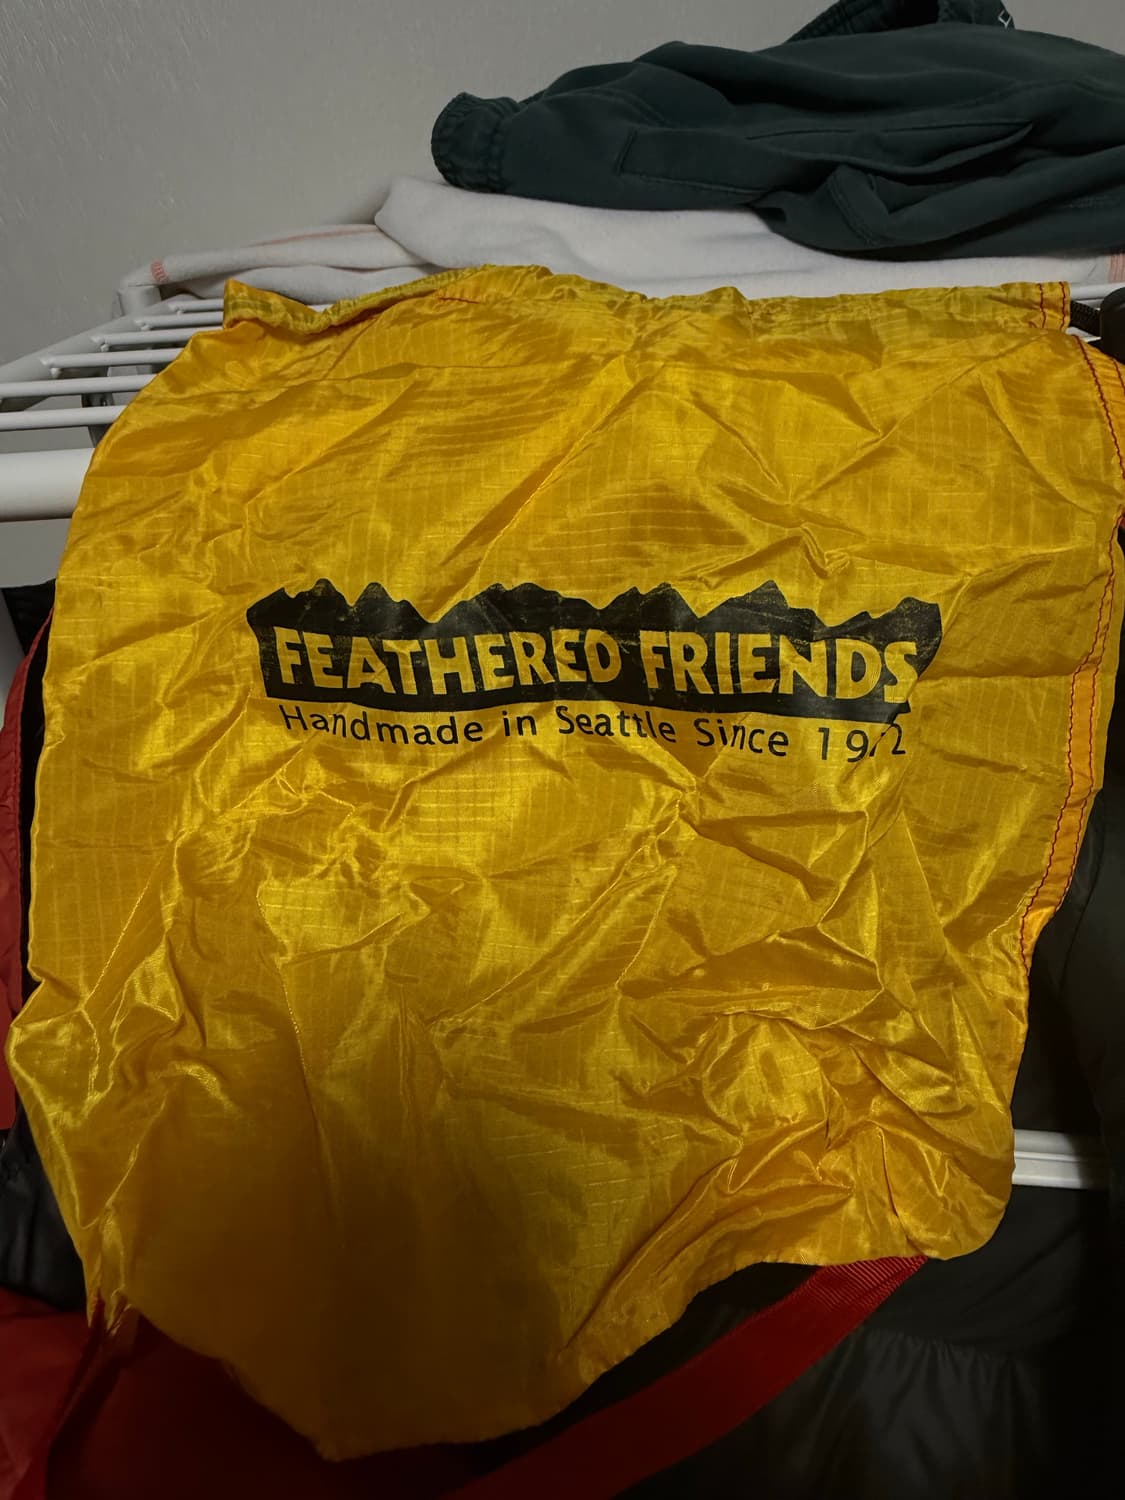 FEATHERED FRIENDS
Handmade in Seattle Since 1972